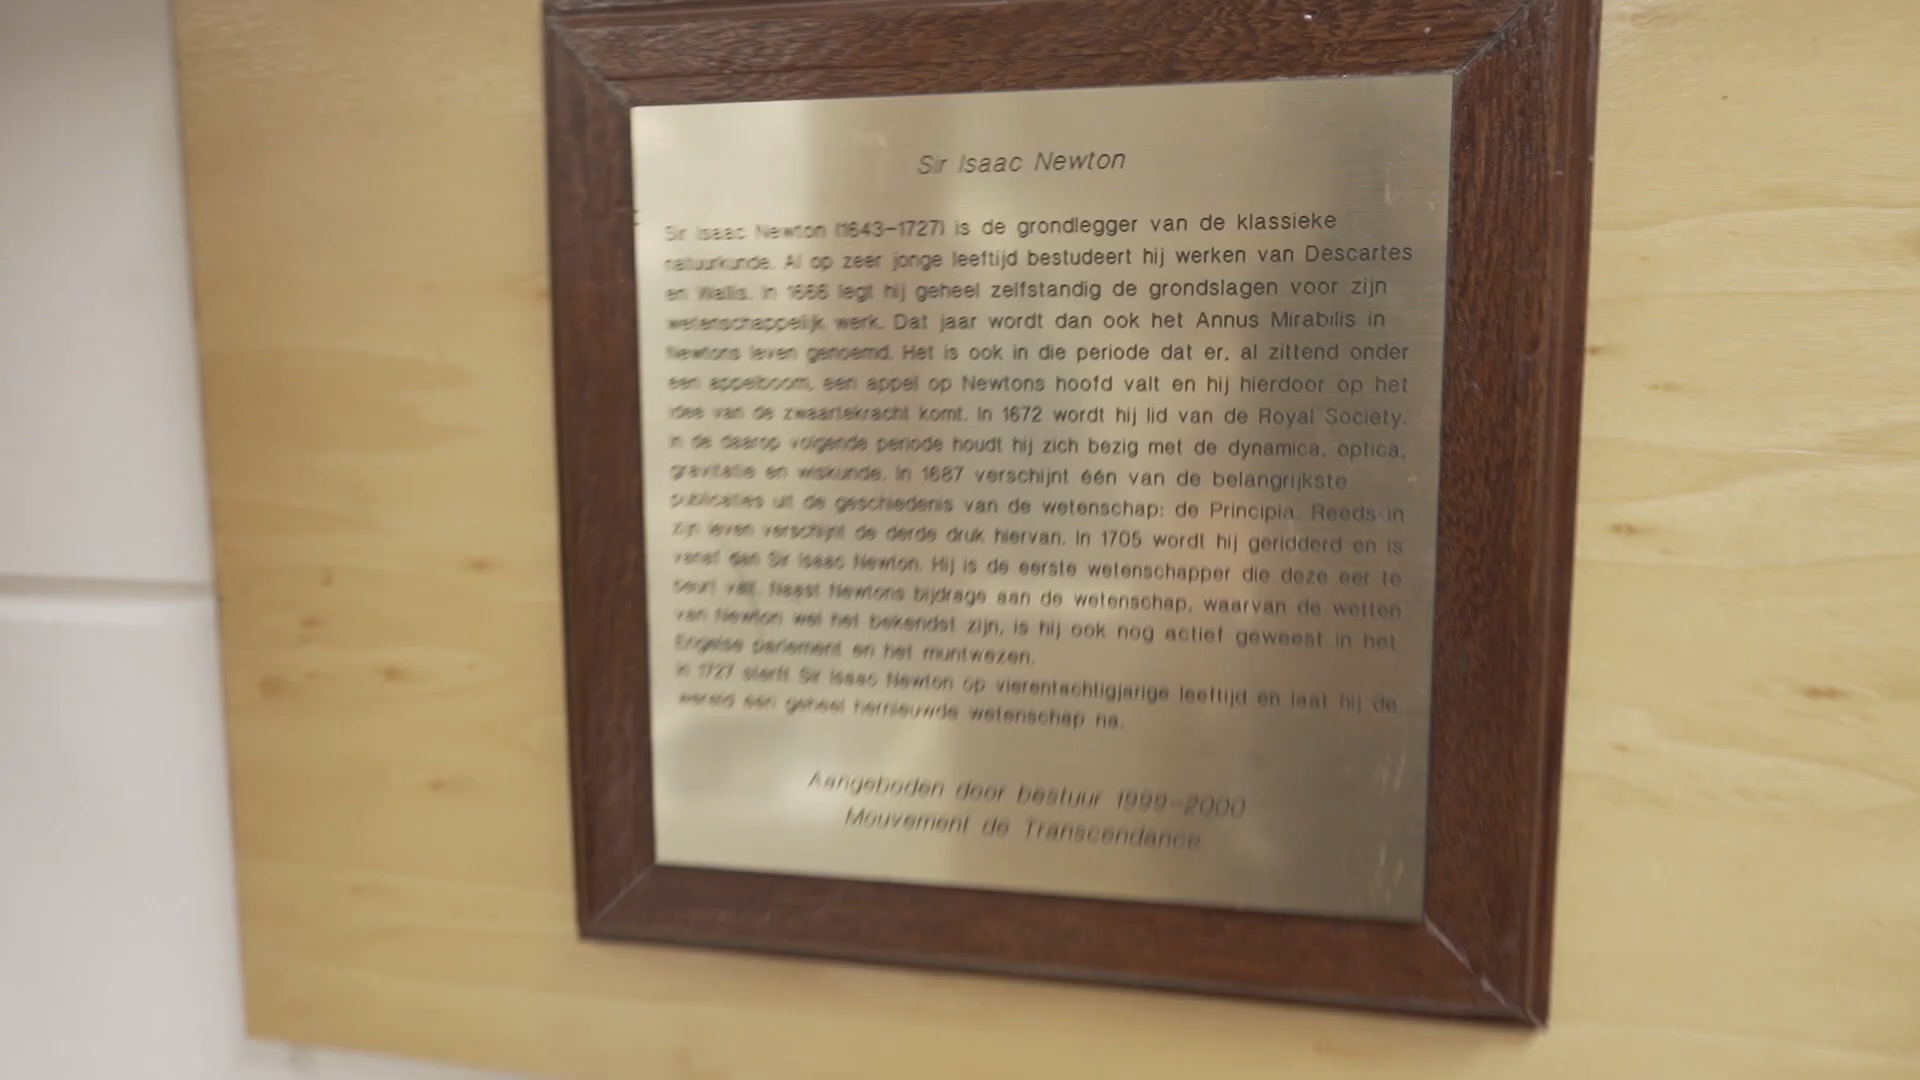 Sir Isaac Newton
Sir Isaac Newton (1643-1727) is de grondlegger van de klassieke
natuurkunde. Al op zeer jonge leeftijd bestudeert hij werken van Descartes
en Wallis. In 1666 legt hij geheel zelfstandig de grondslagen voor zijn
wetenschappelijk werk. Dat jaar wordt dan ook het Annus Mirabilis in
Newtons leven genoemd. Het is ook in die periode dat er, al zittend onder
een appelboom, een appel op Newtons hoofd valt en hij hierdoor op het
idee van de zwaartekracht komt. In 1672 wordt hij lid van de Royal Society.
In de daarop volgende periode houdt hij zich bezig met de dynamica, optica,
gravitatie en wiskunde. In 1687 verschijnt één van de belangrijkste
publicaties uit de geschiedenis van de wetenschap: de Principia. Reeds in
zijn leven verschijnt de derde druk hiervan. In 1705 wordt hij geridderd en is
vanaf dan Sir Isaac Newton. Hij is de eerste wetenschapper die deze eer te
beurt valt. Naast Newtons bijdrage aan de wetenschap, waarvan de wetten
van Newton wel het bekendst zijn, is hij ook nog actief geweest in het
Engelse parlement en het muntwezen.
In 1727 sterft Sir Isaac Newton op vierentachtigjarige leeftijd en laat hij de
wereld een geheel hernieuwde wetenschap na.
Aangeboden door bestuur 1999-2000
Mouvement de Transcendance